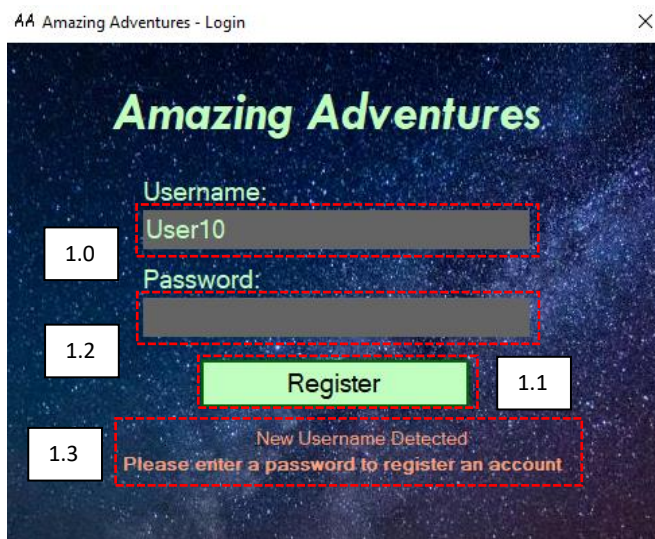 AA Amazing Adventures - Login
Amazing Adventures
Username:
User10
1.0
Password:
1.2
Register
1.1
1.3
New Username Detected
Please enter a password to register an account